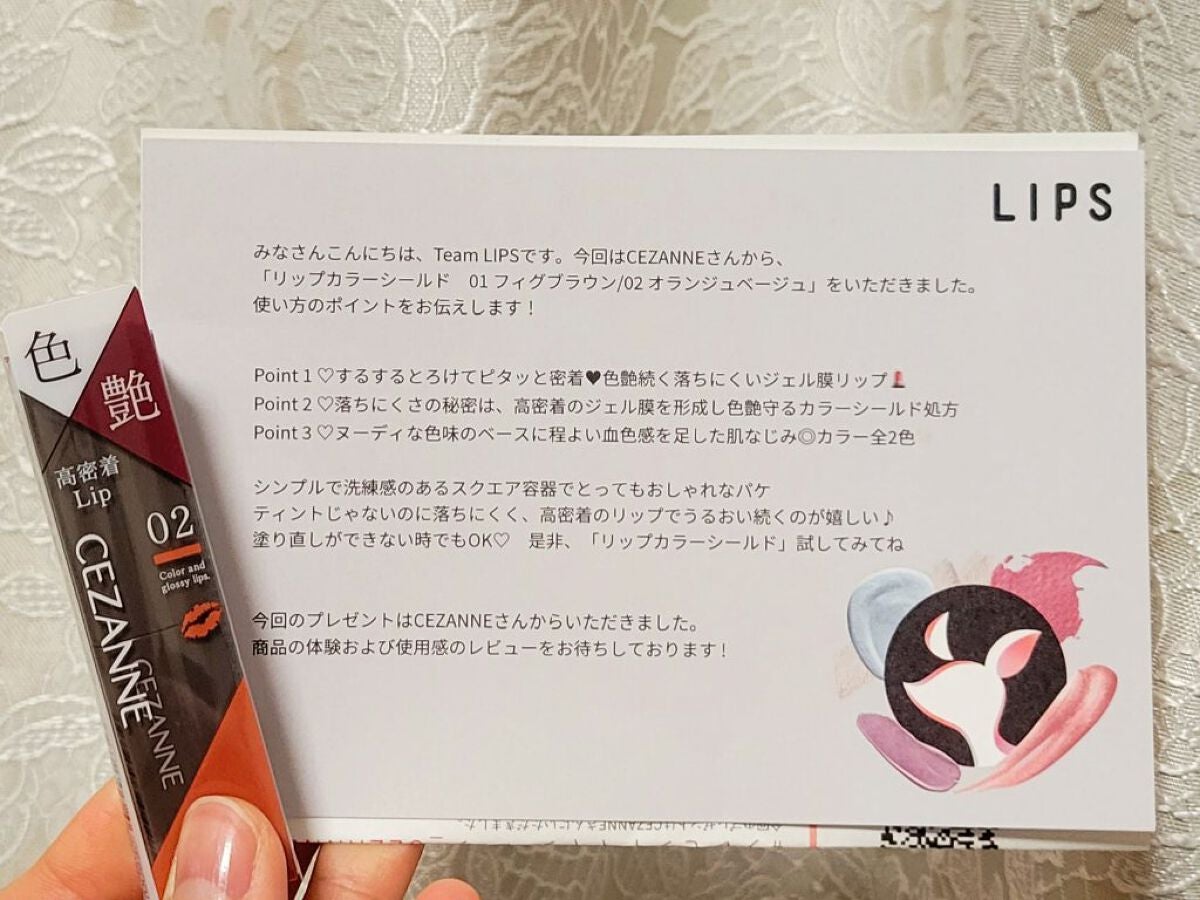 LIPS
みなさんこんにちは、Team LIPSです。今回はCEZANNEさんから、
「リップカラーシールド　01 フィグブラウン/02 オランジュベージュ」をいただきました。
使い方のポイントをお伝えします！
Point 1 ♡するするとろけてピタッと密着♥色艶続く落ちにくいジェル膜リップ💄
Point 2 ♡落ちにくさの秘密は、高密着のジェル膜を形成し色艶守るカラーシールド処方
Point 3 ♡ヌーディな色味のベースに程よい血色感を足した肌なじみ◎カラー全2色
シンプルで洗練感のあるスクエア容器でとってもおしゃれなパケ
ティントじゃないのに落ちにくく、高密着のリップでうるおい続くのが嬉しい♪
塗り直しができない時でもOK♡　是非、「リップカラーシールド」試してみてね
今回のプレゼントはCEZANNEさんからいただきました。
商品の体験および使用感のレビューをお待ちしております！
色
艶
高密着
Lip
02
Color and
glossy lips.
CEZANNE
CEZANNE